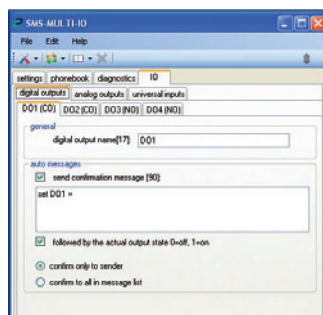 SMS-MULTI-IO
File Edit Help
settings phonebook diagnostics IO
digital outputs analog outputs universal inputs
DO1 (CO) DO2 (CO) DO3 (NO) DO4 (NO)
general
digital output name[17]: DO1
auto messages
send confirmation message [90]:
set DO1 =
followed by the actual output state 0=off, 1=on
confirm only to sender
confirm to all in message list